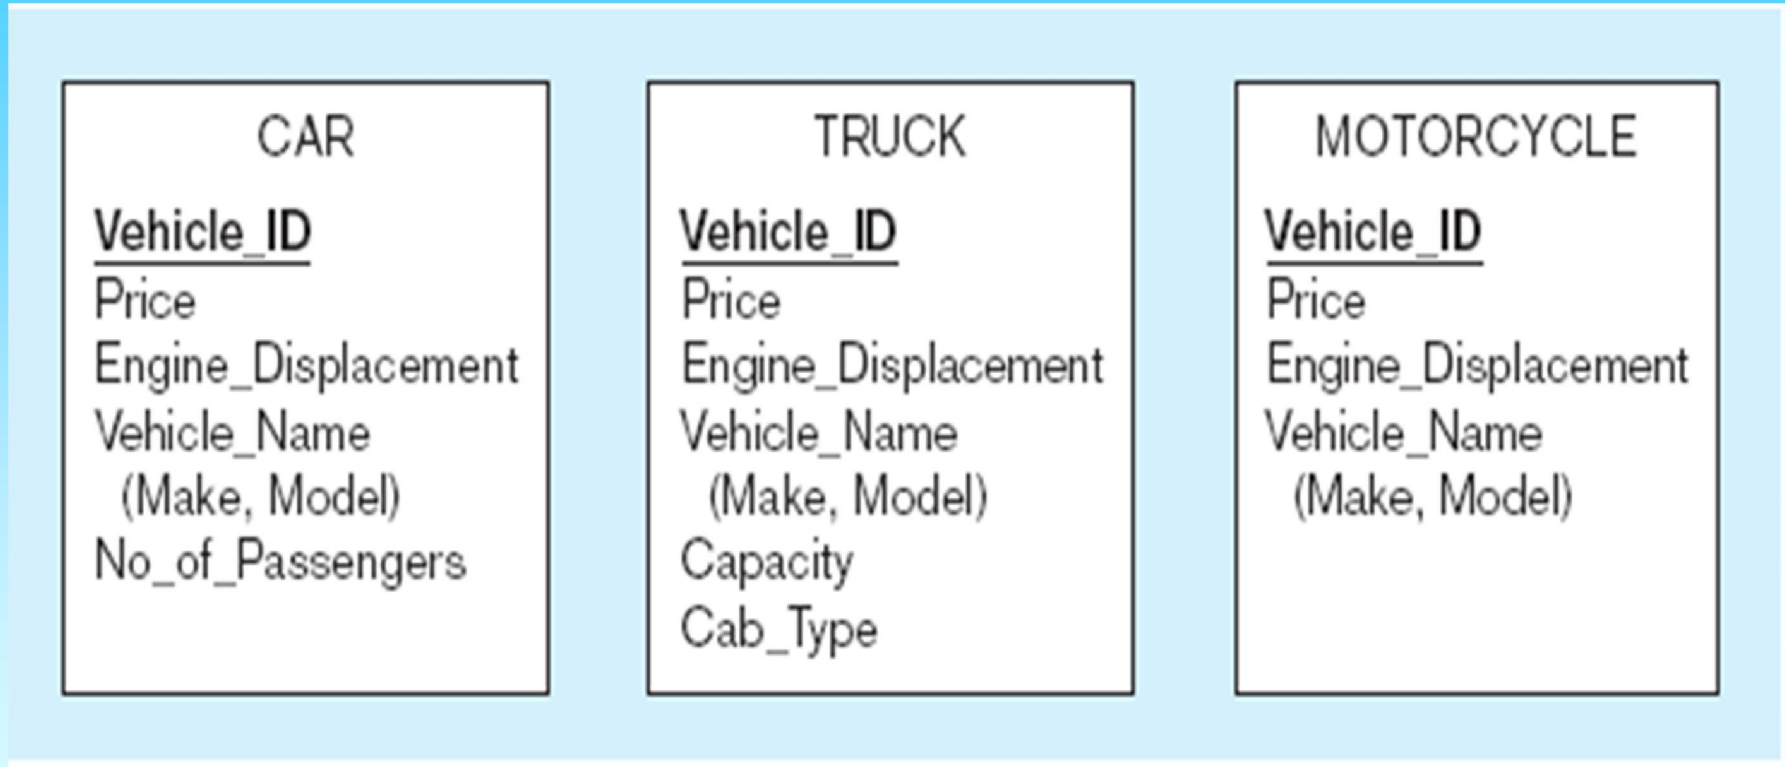 CAR
Vehicle_ID
Price
Engine_Displacement
Vehicle_Name
(Make, Model)
No_of_Passengers
TRUCK
Vehicle_ID
Price
Engine_Displacement
Vehicle_Name
(Make, Model)
Capacity
Cab_Type
MOTORCYCLE
Vehicle_ID
Price
Engine_Displacement
Vehicle_Name
(Make, Model)